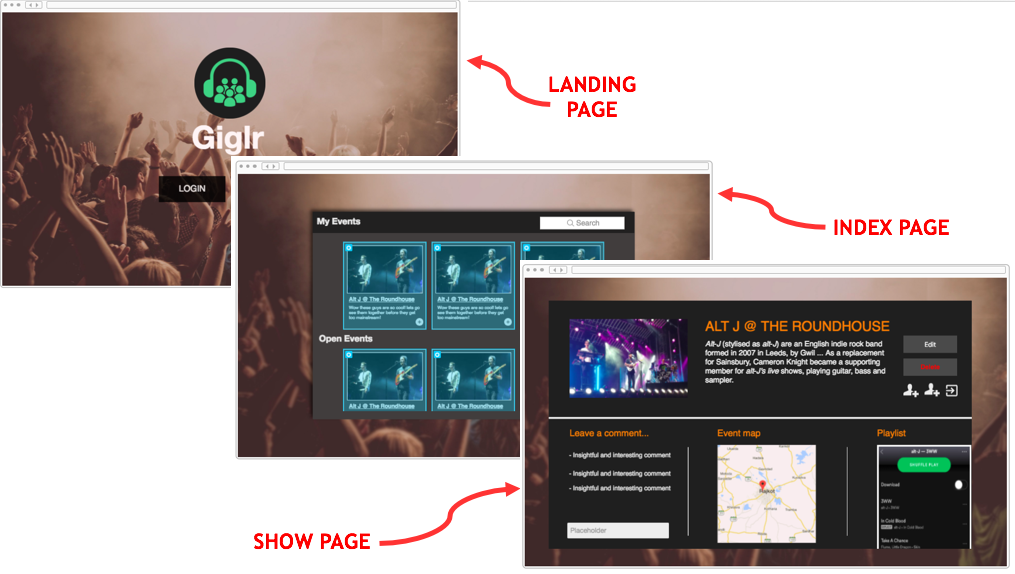 Giglr
LOGIN
LANDING
PAGE
My Events
Search
Alt J @ The Roundhouse
Wow these guys are so cool! lets go
see them together before they get
too mainstream!
Alt J @ The Roundhouse
Wow these guys are so cool! lets go
see them together before they get
too mainstream!
Open Events
Alt J @ The Roundhouse
Alt J @ The Roundhouse
INDEX PAGE
ALT J @ THE ROUNDHOUSE
Alt-J (stylised as alt-J) are an English indie rock band
formed in 2007 in Leeds, by Gwil ... As a replacement
for Sainsbury, Cameron Knight became a supporting
member for alt-J's live shows, playing guitar, bass and
sampler.
Edit
Leave a comment...
- Insightful and interesting comment
- Insightful and interesting comment
- Insightful and interesting comment
Placeholder
Event map
Rajkot
Playlist
alt-J — 3WW
SHUFFLE PLAY
Download
3WW
In Cold Blood
Take A Chance
SHOW PAGE